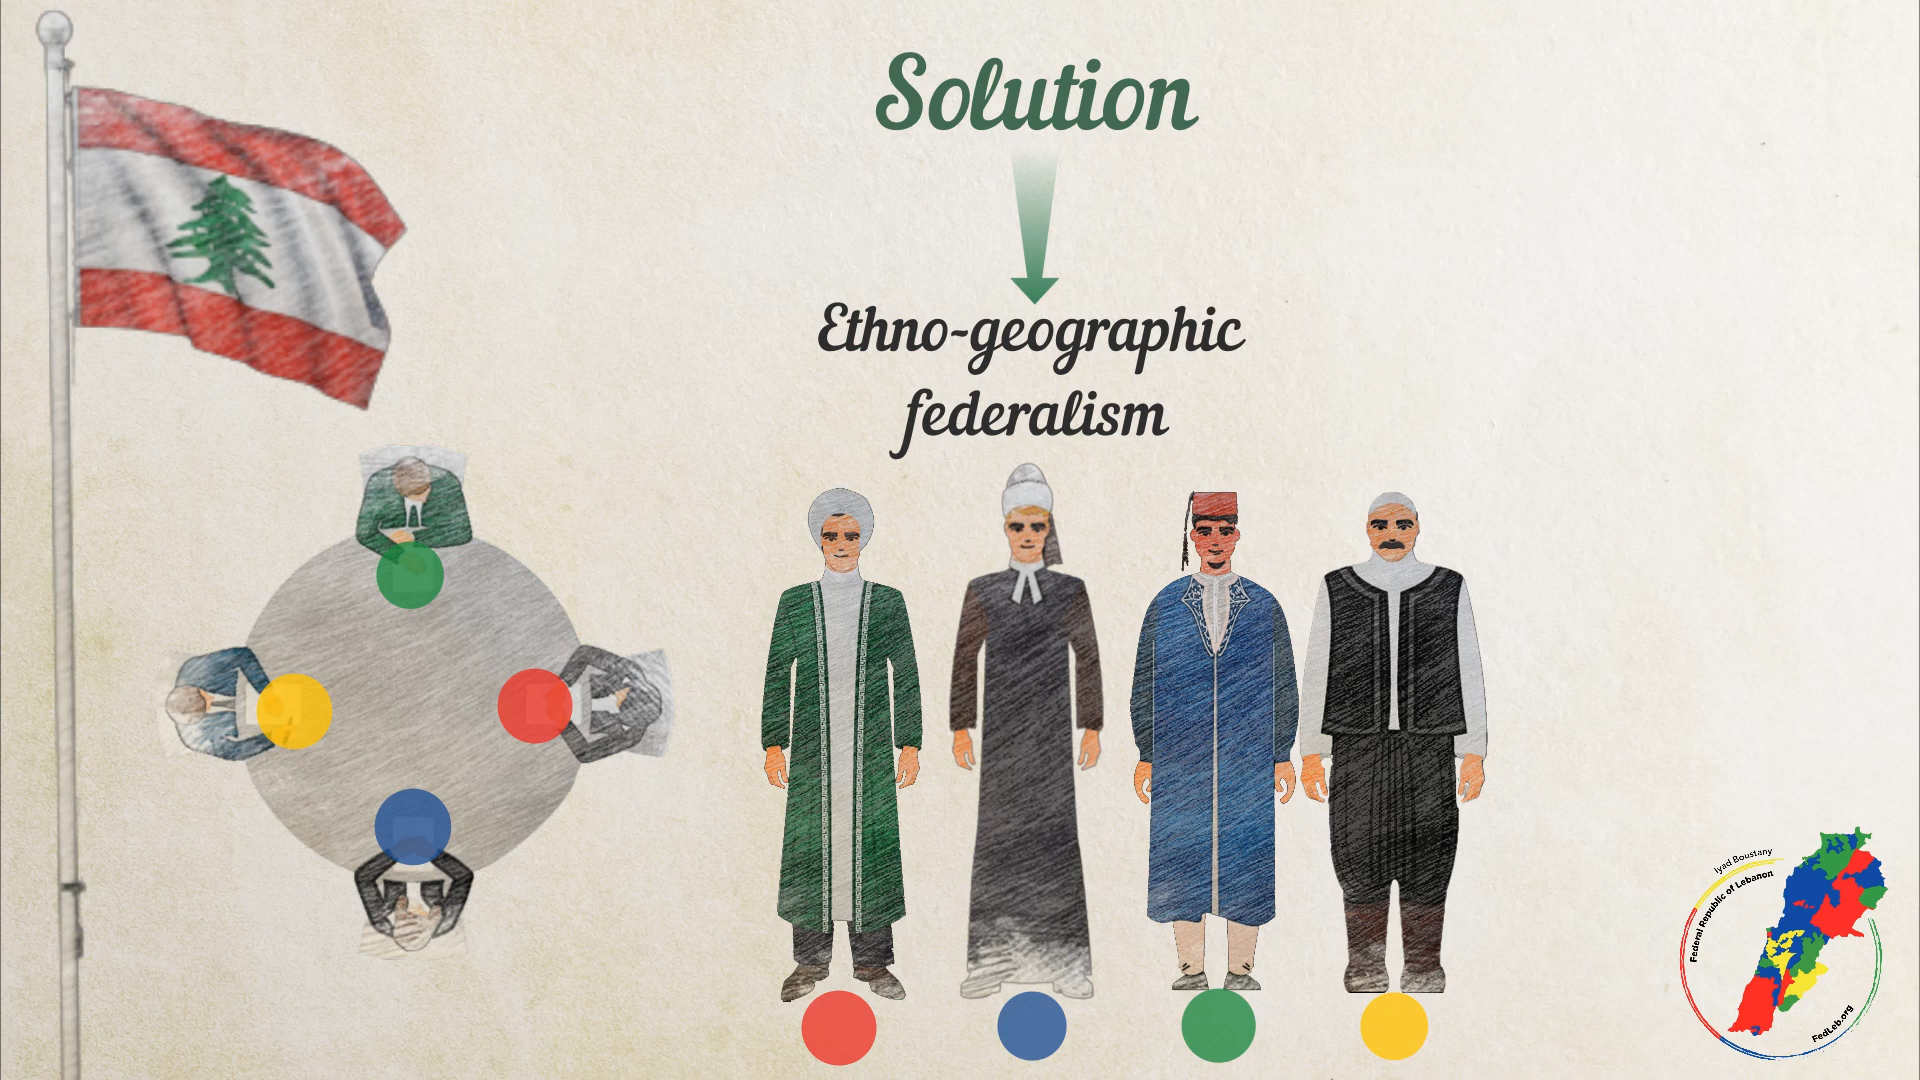 Solution
Ethno-geographic
federalism
Iyad Boustany
Federal Republic of Lebanon
FedLeb.org